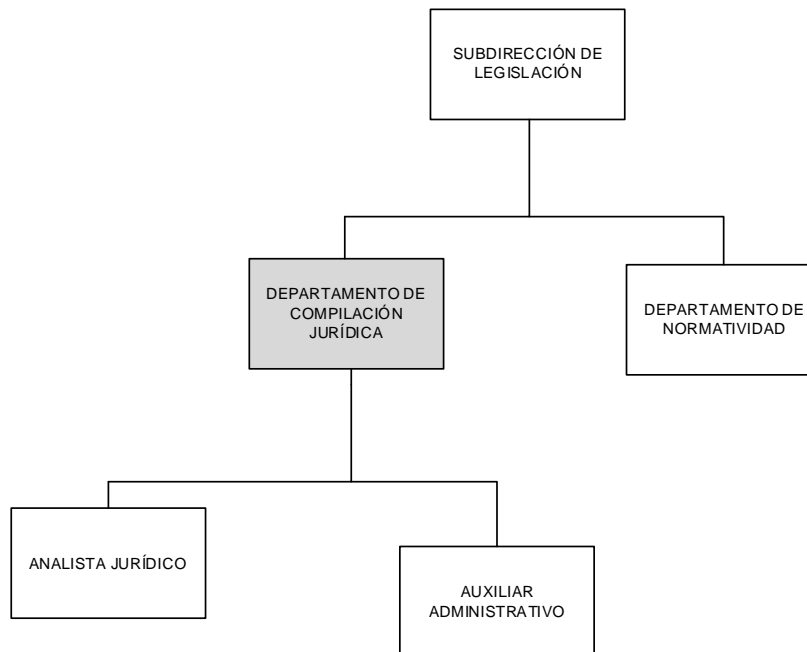 SUBDIRECCIÓN DE
LEGISLACIÓN
DEPARTAMENTO DE
COMPILACIÓN
JURÍDICA
DEPARTAMENTO DE
NORMATIVIDAD
ANALISTA JURÍDICO
AUXILIAR
ADMINISTRATIVO